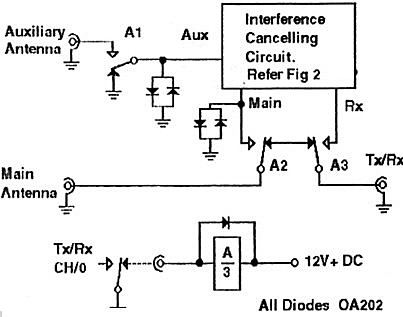 Auxiliary
Antenna
A1
Aux
Interference
Cancelling
Circuit.
Refer Fig 2
Main
Rx
A2
A3
Tx/Rx
Main
Antenna
Tx/Rx
CH/0
A
3
12V+ DC
All Diodes OA202